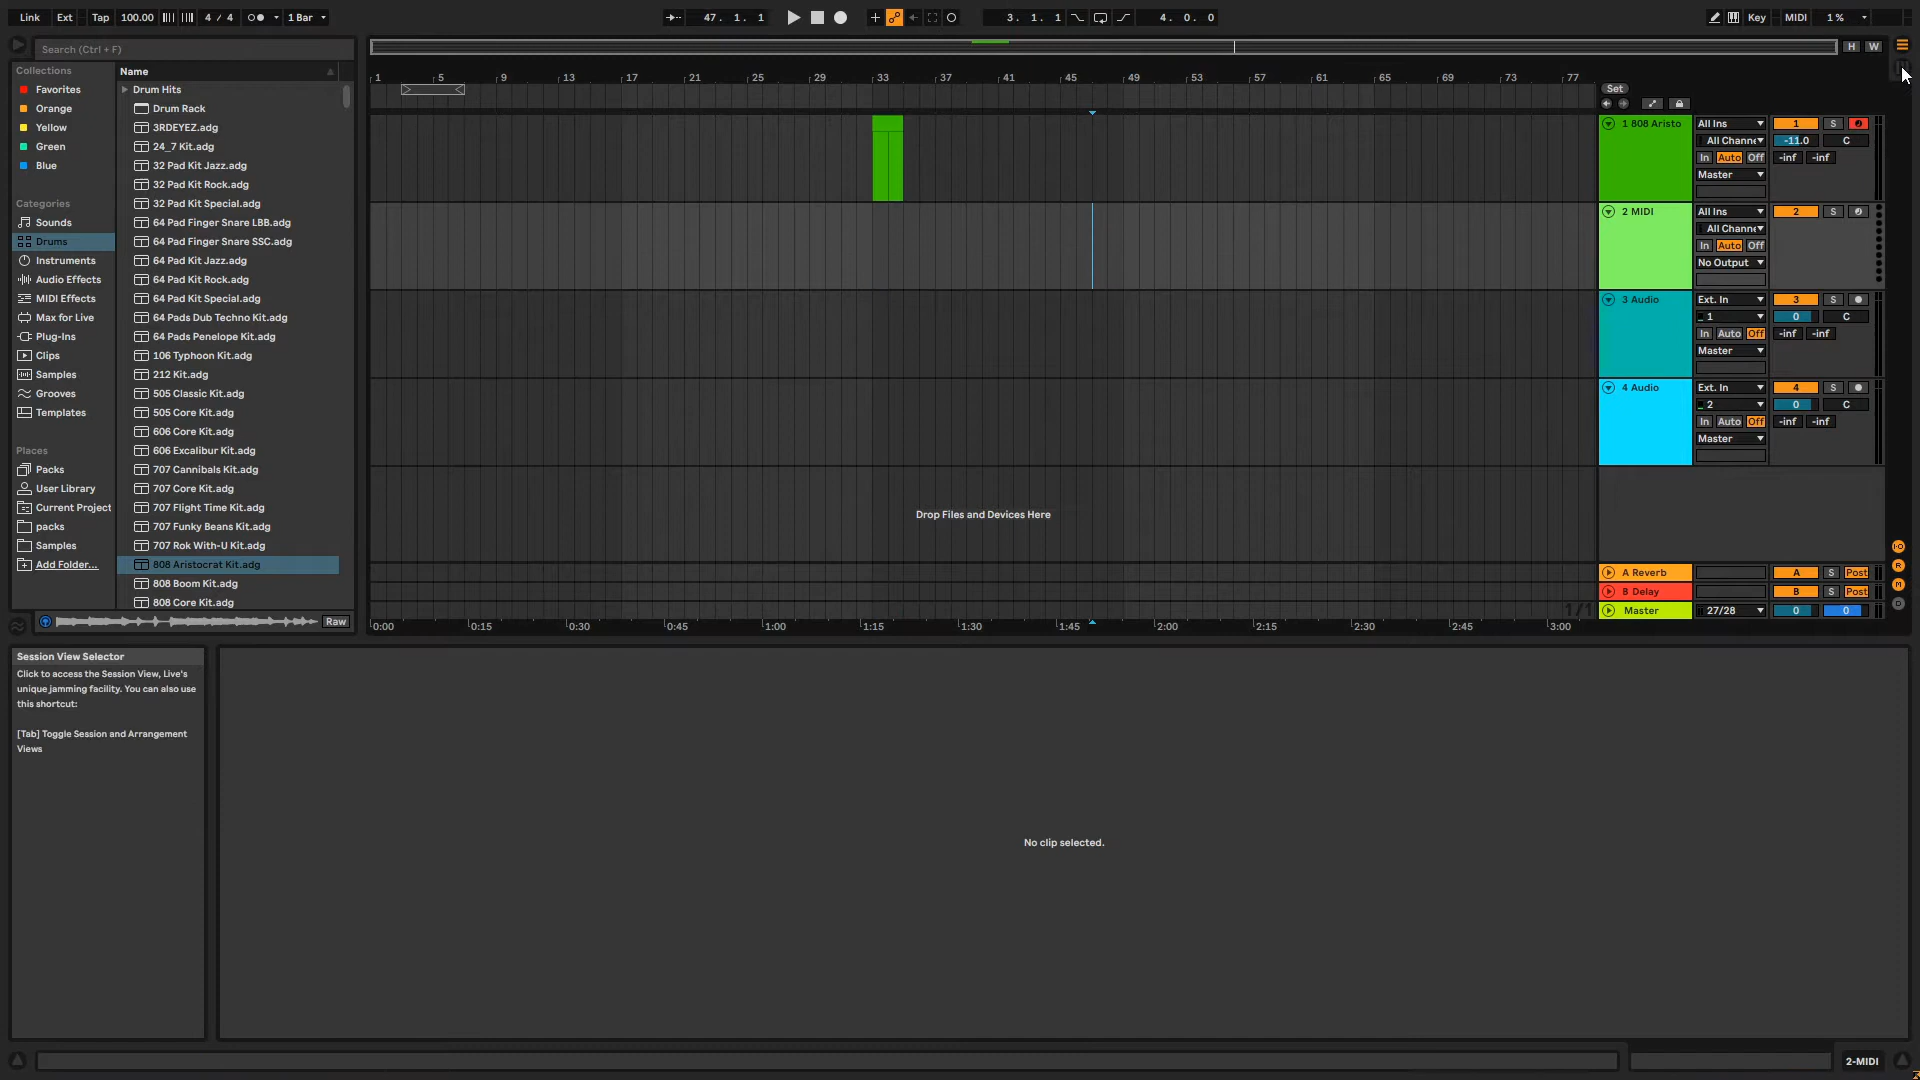 Link Ext Tap 100.00 4 / 4 1 Bar
47. 1. 1
3. 1. 1 4. 0. 0
Key MIDI 1 %
Search (Ctrl + F)
H W
Collections
Favorites
Orange
Yellow
Green
Blue
Categories
Sounds
Drums
Instruments
Audio Effects
MIDI Effects
Max for Live
Plug-Ins
Clips
Samples
Grooves
Templates
Places
Packs
User Library
Current Project
packs
Samples
Add Folder...
Name
Drum Hits
Drum Rack
3RDEYEZ.adg
24_7 Kit.adg
32 Pad Kit Jazz.adg
32 Pad Kit Rock.adg
32 Pad Kit Special.adg
64 Pad Finger Snare LBB.adg
64 Pad Finger Snare SSC.adg
64 Pad Kit Jazz.adg
64 Pad Kit Rock.adg
64 Pad Kit Special.adg
64 Pads Dub Techno Kit.adg
64 Pads Penelope Kit.adg
106 Typhoon Kit.adg
212 Kit.adg
505 Classic Kit.adg
505 Core Kit.adg
606 Core Kit.adg
606 Excalibur Kit.adg
707 Cannibals Kit.adg
707 Core Kit.adg
707 Flight Time Kit.adg
707 Funky Beans Kit.adg
707 Rok With-U Kit.adg
808 Aristocrat Kit.adg
808 Boom Kit.adg
808 Core Kit.adg
Raw
1 5 9 13 17 21 25 29 33 37 41 45 49 53 57 61 65 69 73 77
Set
1 808 Aristo All Ins 1 S
All Channe -11.0 C
In Auto Off -inf -inf
Master
2 MIDI All Ins 2 S
All Channe
In Auto Off
No Output
3 Audio Ext. In 3 S
1 0 C
In Auto Off -inf -inf
Master
4 Audio Ext. In 4 S
2 0 C
In Auto Off -inf -inf
Master
Drop Files and Devices Here
A Reverb A S Post
B Delay B S Post
1/1 Master 27/28 0 0
I·O
R
M
D
0:00 0:15 0:30 0:45 1:00 1:15 1:30 1:45 2:00 2:15 2:30 2:45 3:00
Session View Selector
Click to access the Session View, Live's
unique jamming facility. You can also use
this shortcut:
[Tab] Toggle Session and Arrangement
Views
No clip selected.
2-MIDI